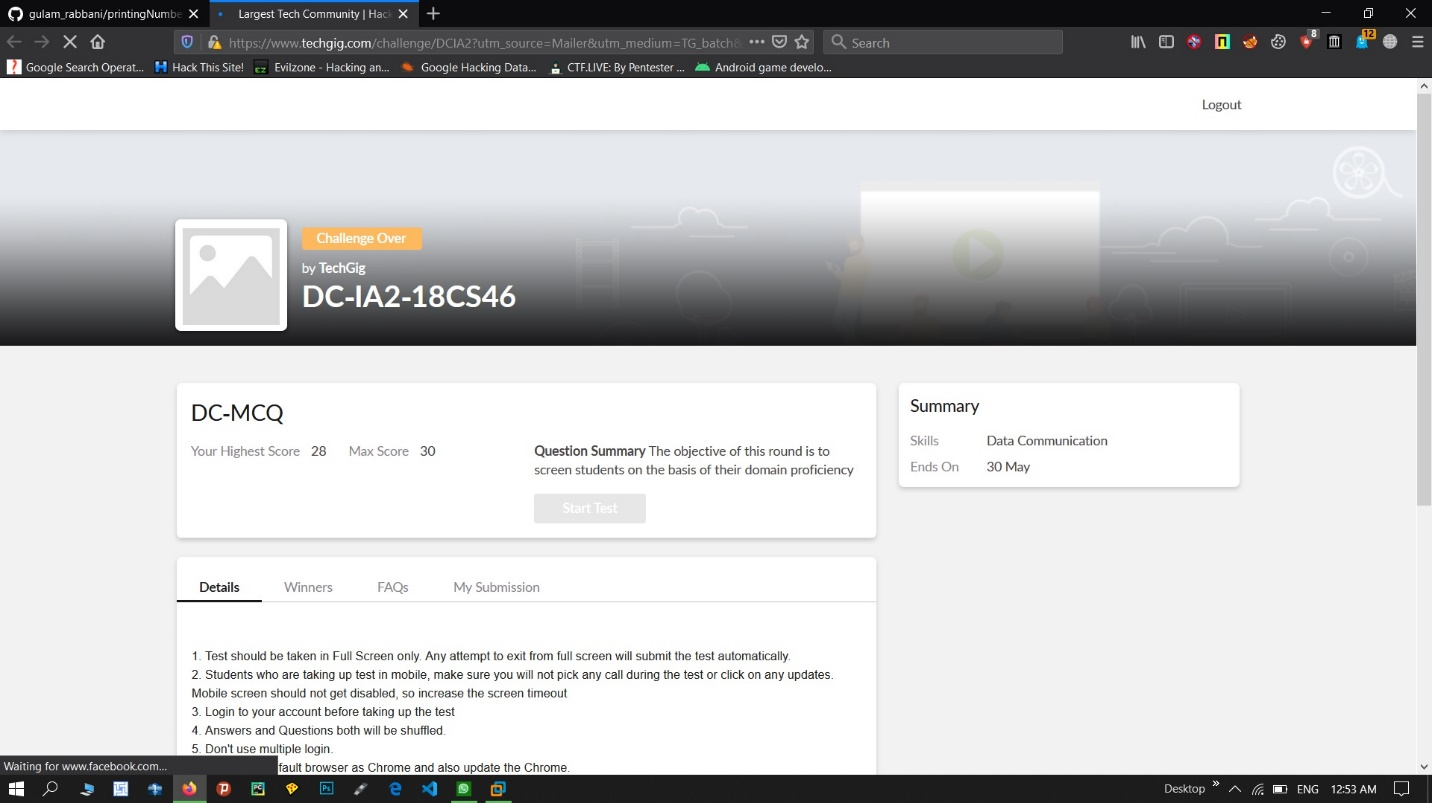 gulam_rabbani/printingNumbe
Largest Tech Community | Hack
https://www.techgig.com/challenge/DCIA2?utm_source=Mailer&utm_medium=TG_batch&
Search
8
12
Google Search Operat...
Hack This Site!
Evilzone - Hacking an...
Google Hacking Data...
CTF.LIVE: By Pentester ...
Android game develo...
Logout
Challenge Over
by TechGig
DC-IA2-18CS46
DC-MCQ
Your Highest Score 28 Max Score 30
Question Summary The objective of this round is to
screen students on the basis of their domain proficiency
Start Test
Summary
Skills Data Communication
Ends On 30 May
Details Winners FAQs My Submission
1. Test should be taken in Full Screen only. Any attempt to exit from full screen will submit the test automatically.
2. Students who are taking up test in mobile, make sure you will not pick any call during the test or click on any updates.
Mobile screen should not get disabled, so increase the screen timeout
3. Login to your account before taking up the test
4. Answers and Questions both will be shuffled.
5. Don't use multiple login.
fault browser as Chrome and also update the Chrome.
Waiting for www.facebook.com...
Desktop
ENG
12:53 AM